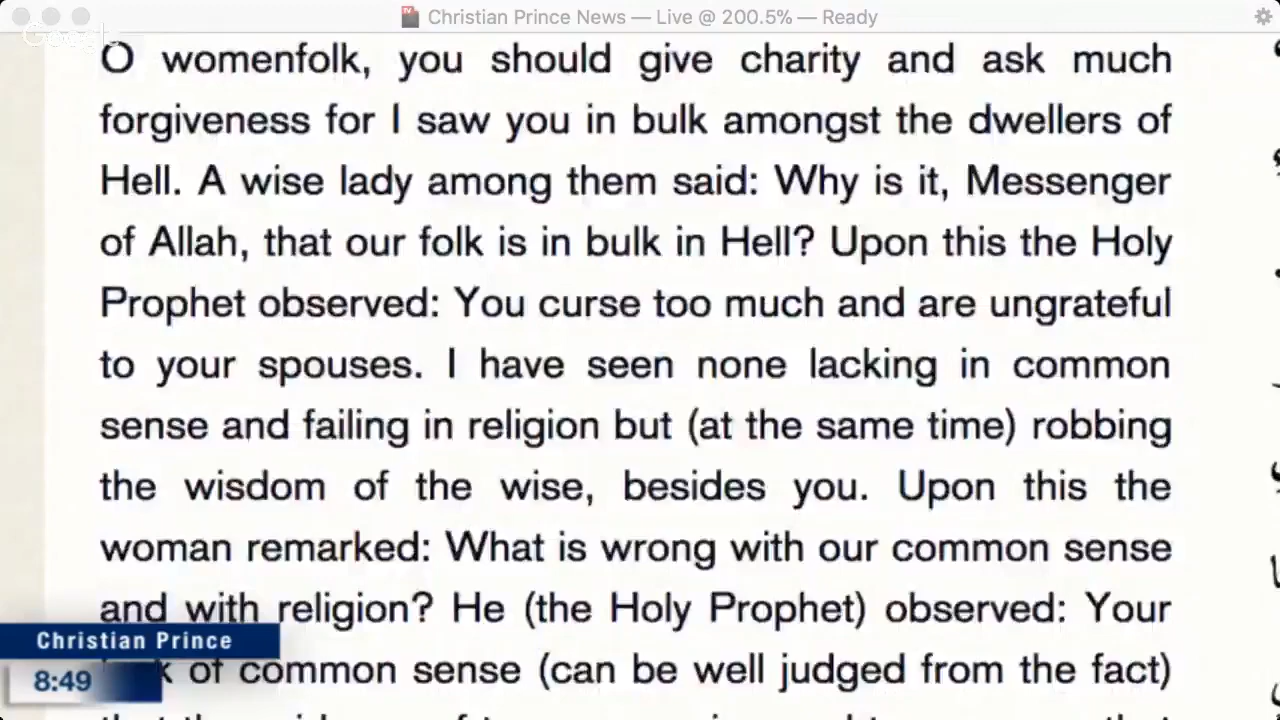 Christian Prince News — Live @ 200.5% — Ready
Google
O womenfolk, you should give charity and ask much
forgiveness for I saw you in bulk amongst the dwellers of
Hell. A wise lady among them said: Why is it, Messenger
of Allah, that our folk is in bulk in Hell? Upon this the Holy
Prophet observed: You curse too much and are ungrateful
to your spouses. I have seen none lacking in common
sense and failing in religion but (at the same time) robbing
the wisdom of the wise, besides you. Upon this the
woman remarked: What is wrong with our common sense
and with religion? He (the Holy Prophet) observed: Your
of common sense (can be well judged from the fact)
Christian Prince
8:49